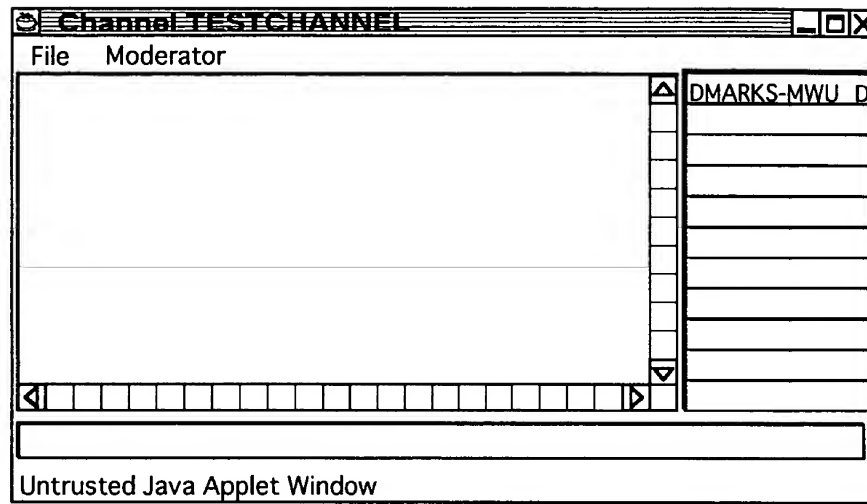 Channel TESTCHANNEL
File Moderator
DMARKS-MWU D
Untrusted Java Applet Window